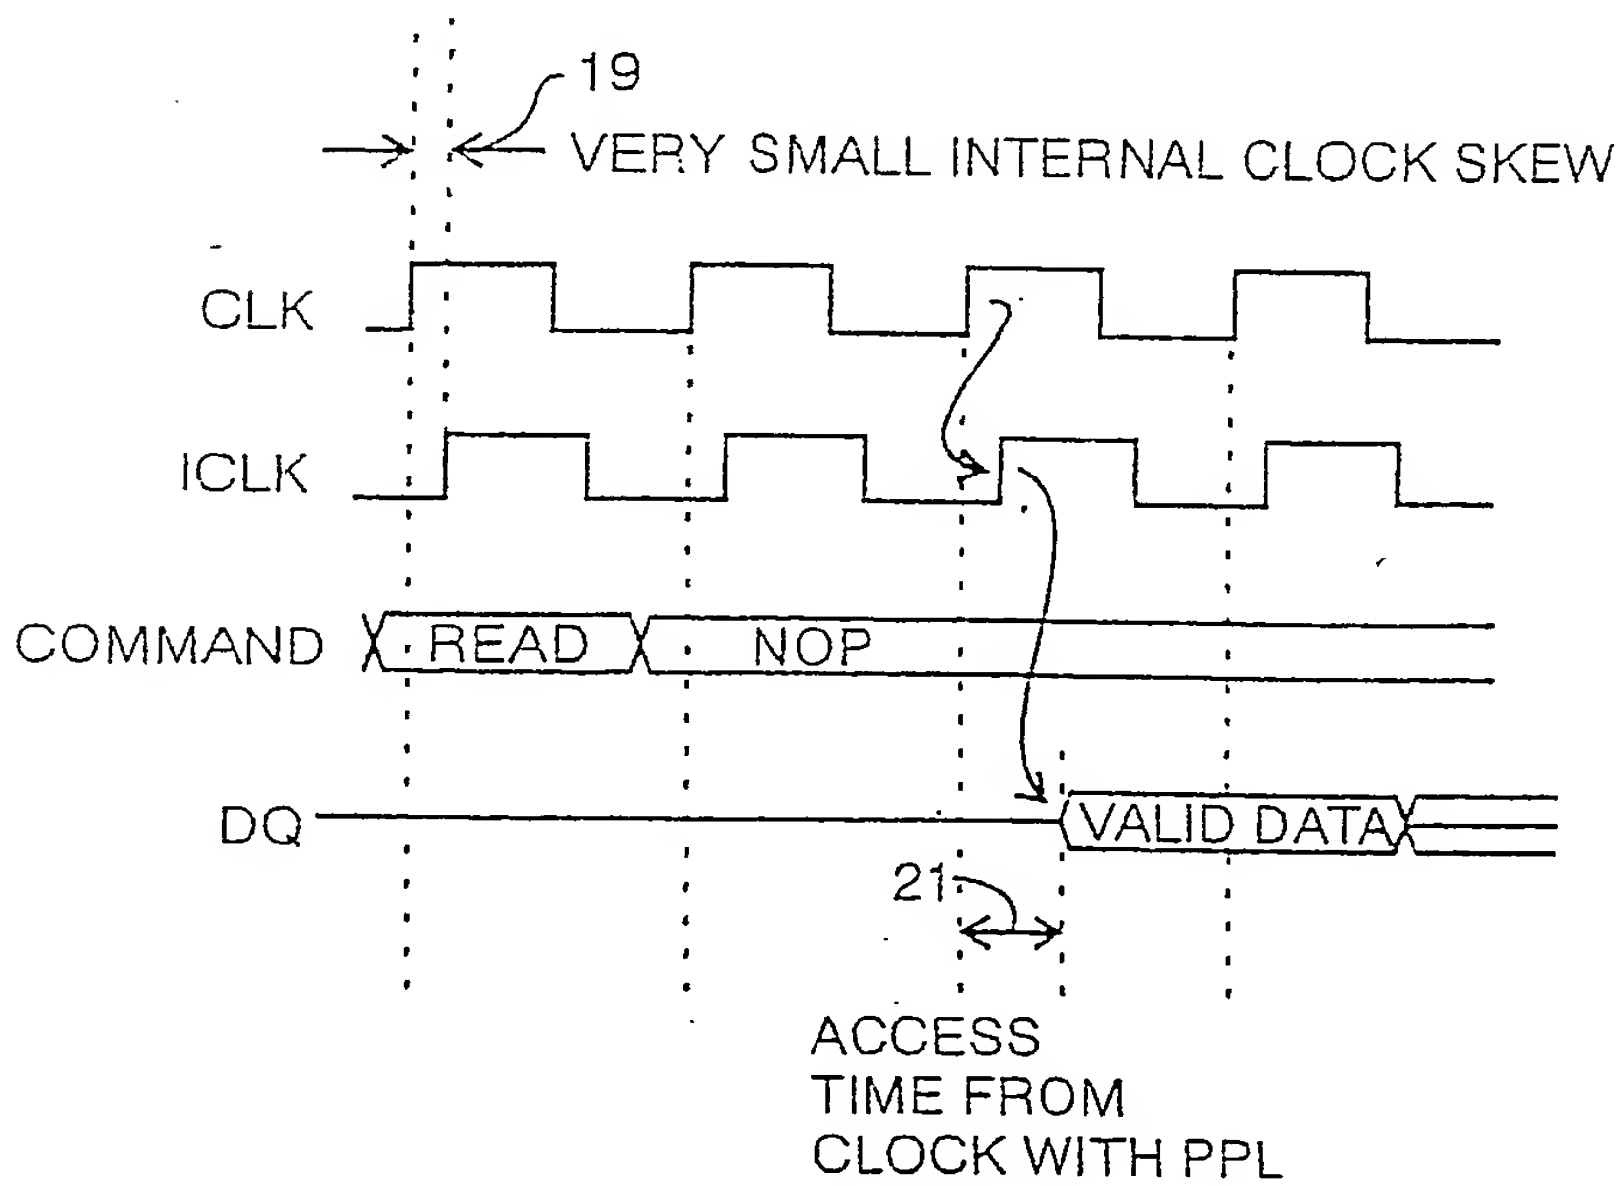 19
VERY SMALL INTERNAL CLOCK SKEW
CLK
ICLK
COMMAND READ NOP
DQ VALID DATA
21
ACCESS
TIME FROM
CLOCK WITH PPL